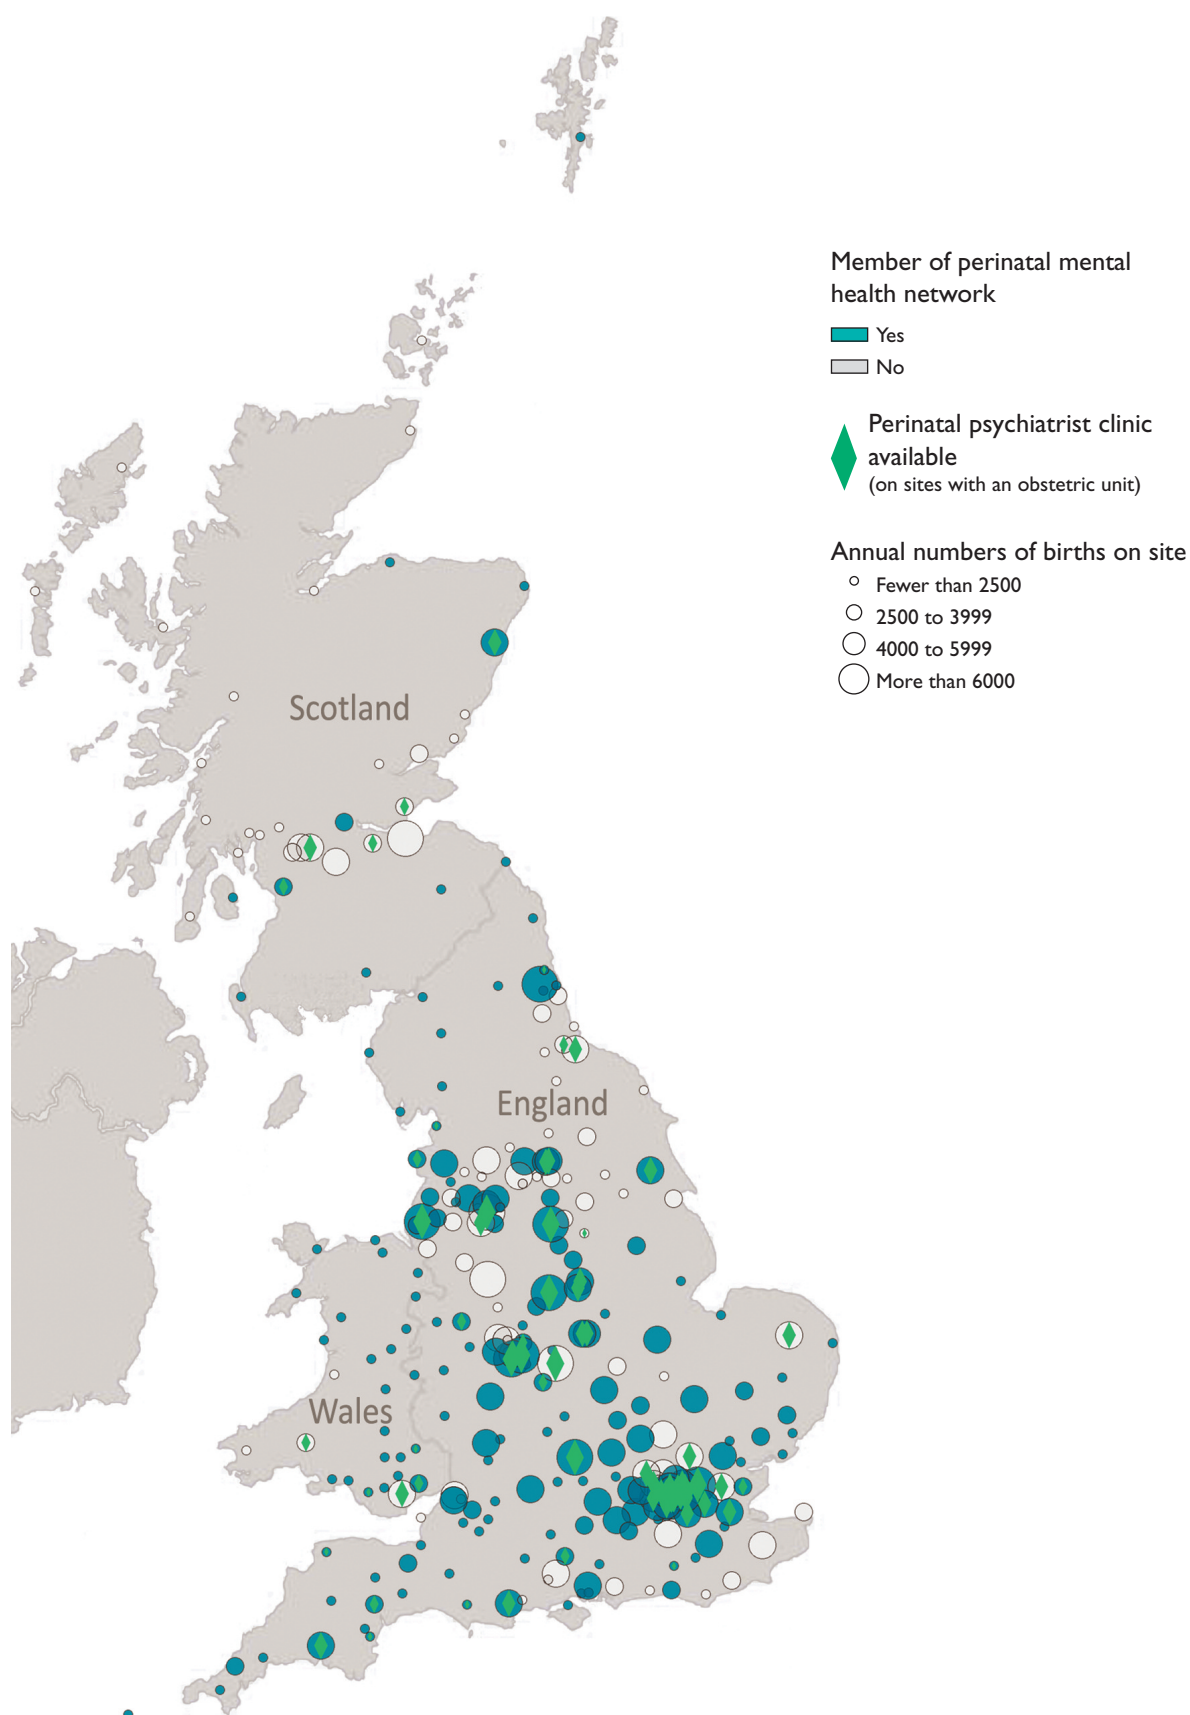 Member of perinatal mental
health network
Yes
No
Perinatal psychiatrist clinic
available
(on sites with an obstetric unit)
Annual numbers of births on site
Fewer than 2500
2500 to 3999
4000 to 5999
More than 6000
Scotland
England
Wales